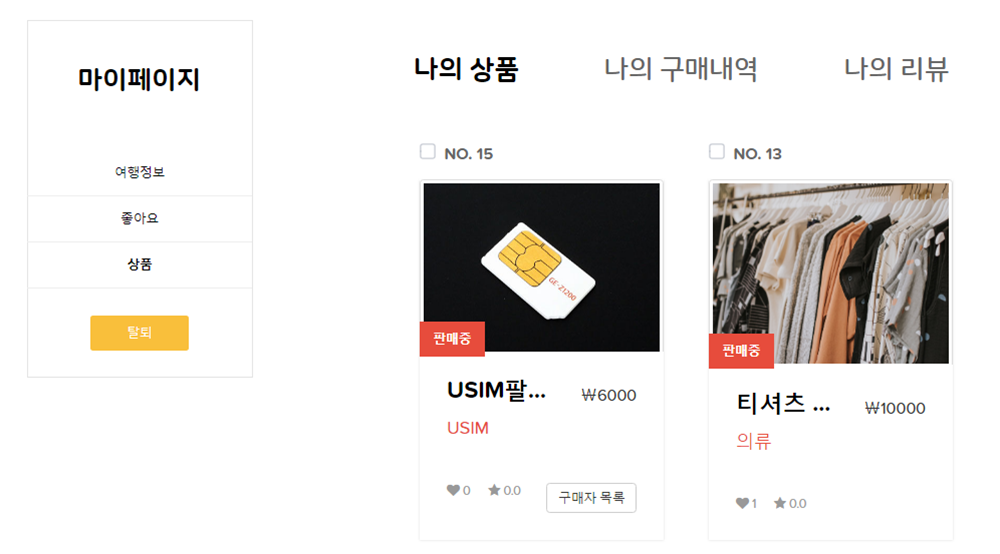 마이페이지
여행정보
좋아요
상품
탈퇴
나의 상품
나의 구매내역
나의 리뷰
NO. 15
GE-Z1200
판매중
USIM팔...
₩6000
USIM
0
0.0
구매자 목록
NO. 13
판매중
티셔츠 ...
₩10000
의류
1
0.0